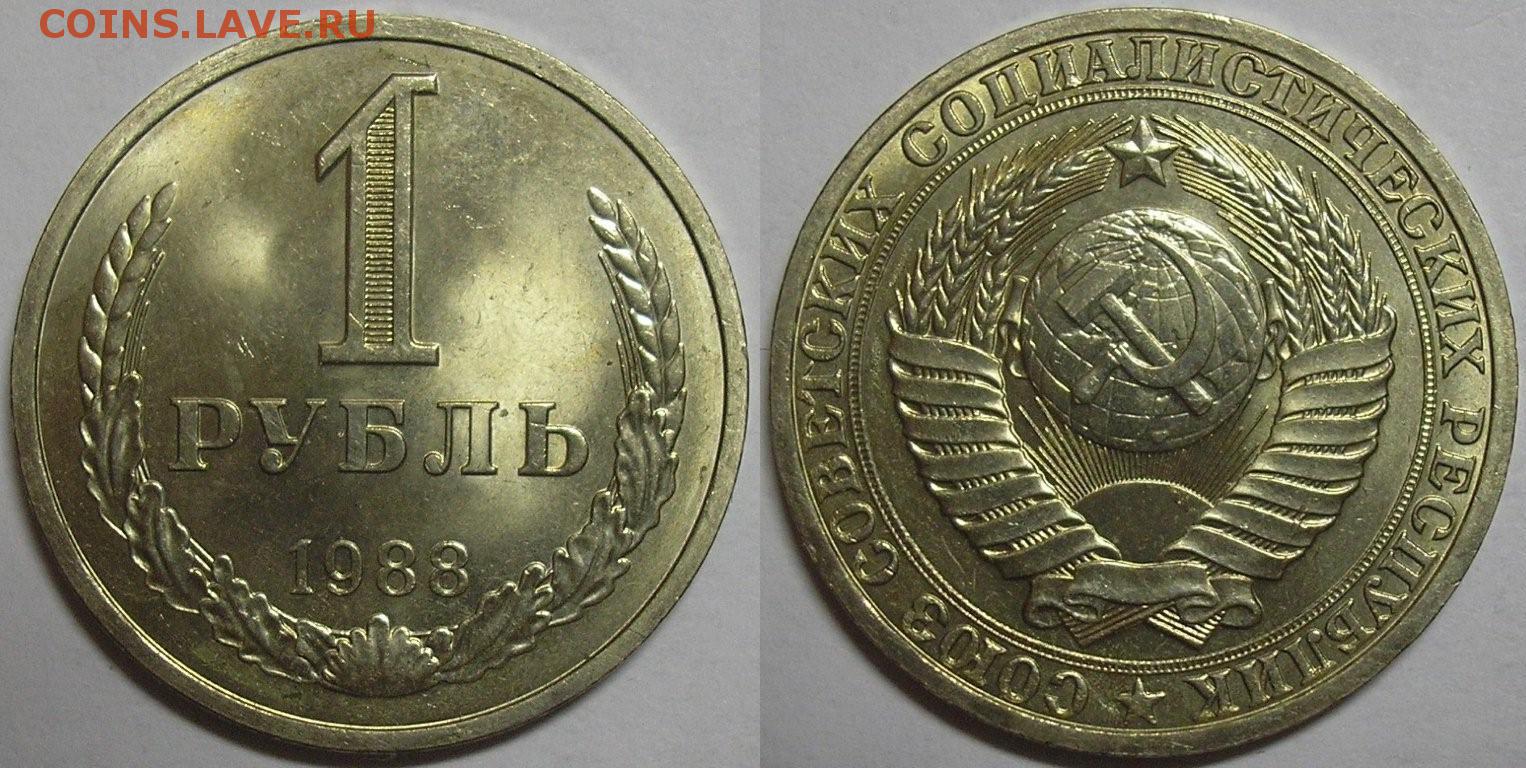 COINS.LAVE.RU
1
РУБЛЬ
1988
СОЮЗ СОВЕТСКИХ СОЦИАЛИСТИЧЕСКИХ РЕСПУБЛИК